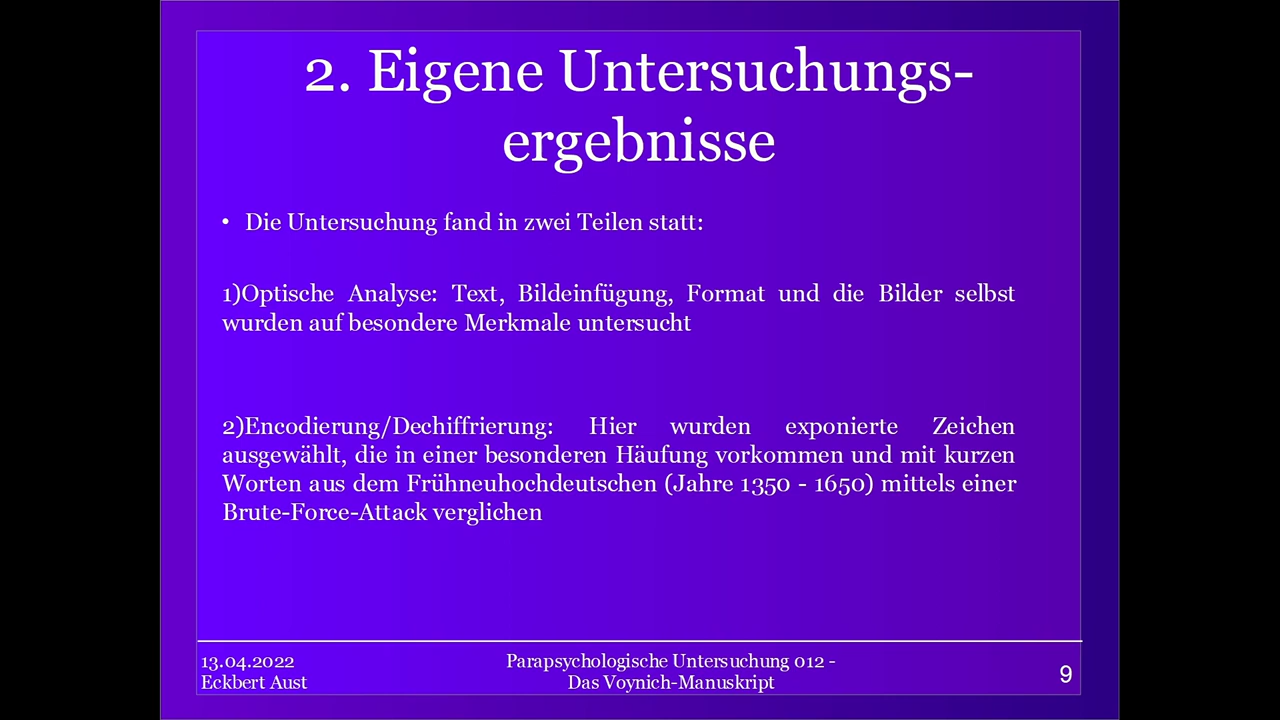 2. Eigene Untersuchungs-
ergebnisse
• Die Untersuchung fand in zwei Teilen statt:
1)Optische Analyse: Text, Bildeinfügung, Format und die Bilder selbst
wurden auf besondere Merkmale untersucht
2)Encodierung/Dechiffrierung: Hier wurden exponierte Zeichen
ausgewählt, die in einer besonderen Häufung vorkommen und mit kurzen
Worten aus dem Frühneuhochdeutschen (Jahre 1350 - 1650) mittels einer
Brute-Force-Attack verglichen
13.04.2022
Eckbert Aust
Parapsychologische Untersuchung 012 -
Das Voynich-Manuskript
9